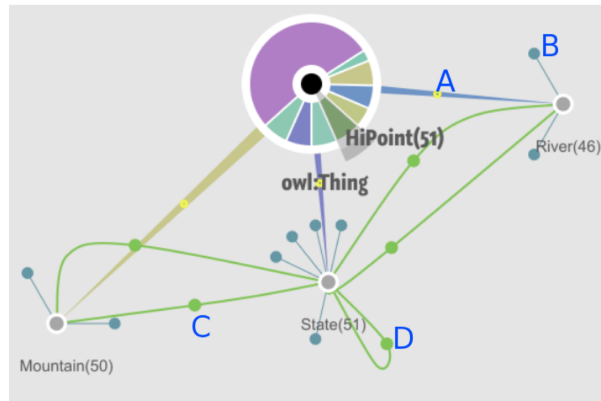 B
A
HiPoint(51)
River(46)
owl:Thing
State(51)
C
D
Mountain(50)